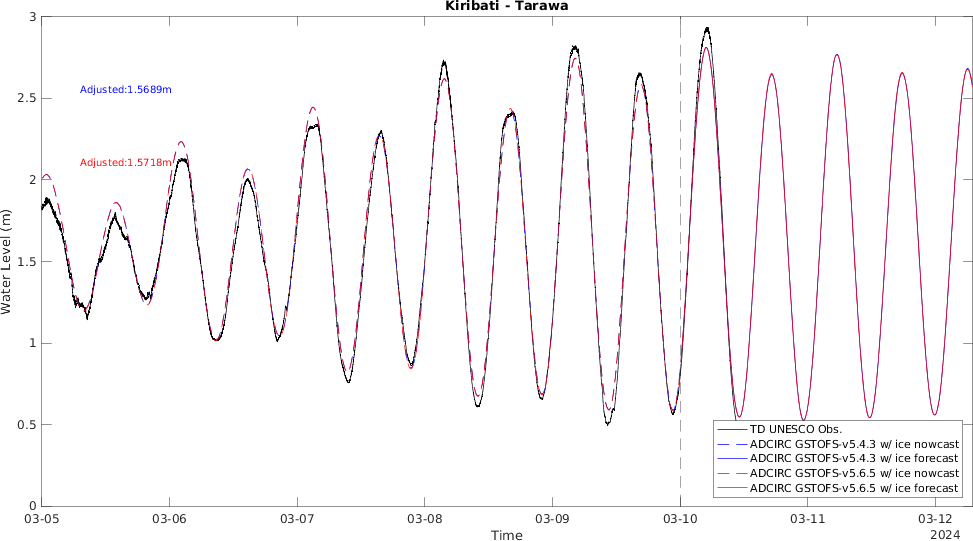 Kiribati - Tarawa
3
2.5
2
1.5
1
0.5
0
Water Level (m)
Adjusted:1.5689m
Adjusted:1.5718m
TD UNESCO Obs.
ADCIRC GSTOFS-v5.4.3 w/ ice nowcast
ADCIRC GSTOFS-v5.4.3 w/ ice forecast
ADCIRC GSTOFS-v5.6.5 w/ ice nowcast
ADCIRC GSTOFS-v5.6.5 w/ ice forecast
03-05 03-06 03-07 03-08 03-09 03-10 03-11 03-12
Time
2024